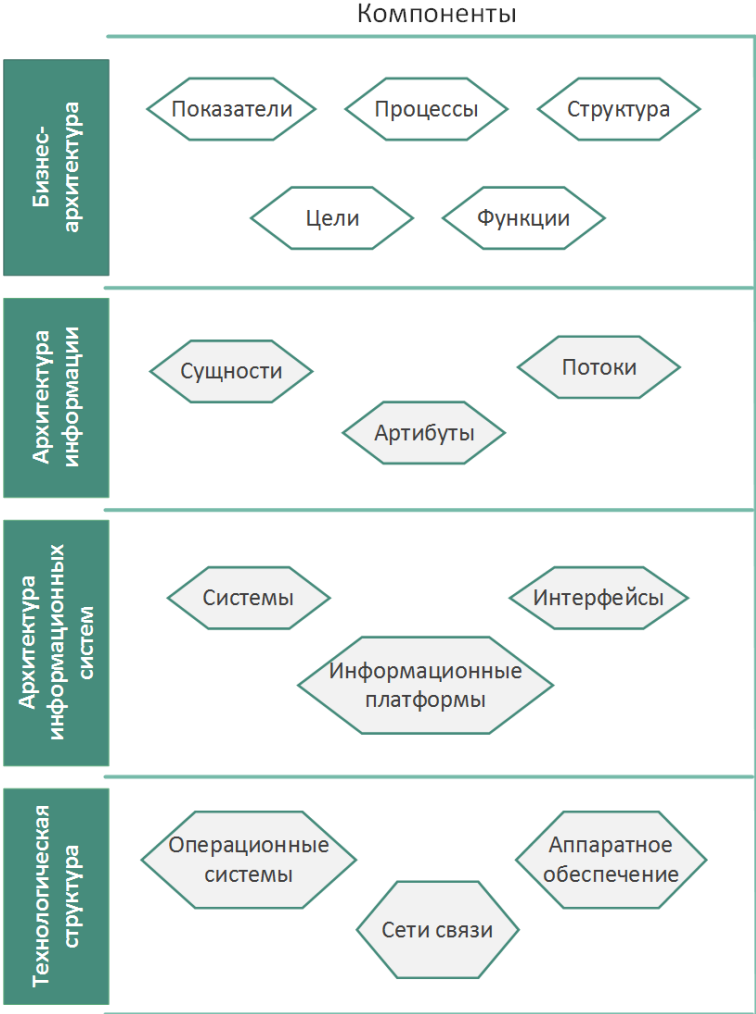 Компоненты
Бизнес-
архитектура
Показатели
Процессы
Структура
Цели
Функции
Архитектура
информации
Сущности
Потоки
Артибуты
Архитектура
информационных
систем
Системы
Интерфейсы
Информационные
платформы
Технологическая
структура
Операционные
системы
Аппаратное
обеспечение
Сети связи